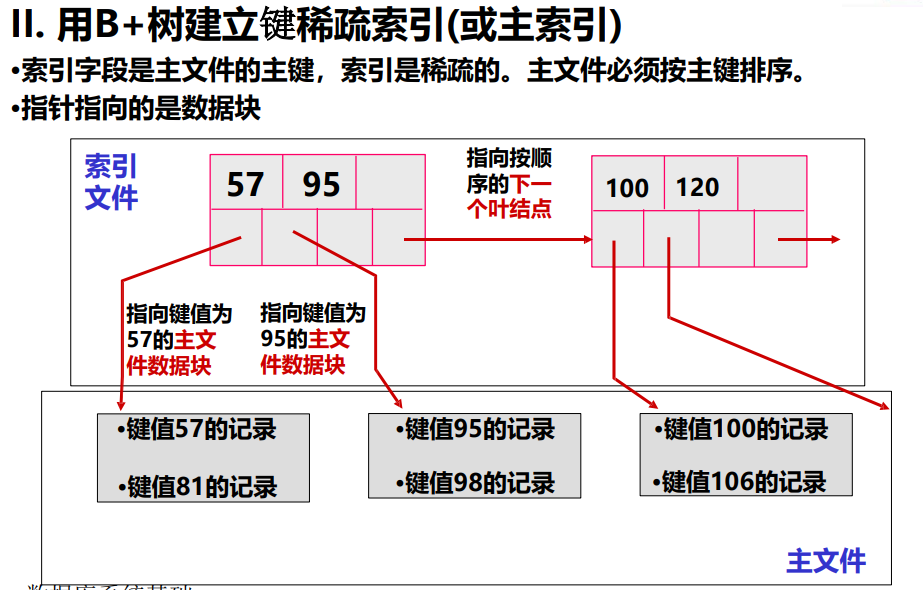 II. 用B+树建立键稀疏索引(或主索引)
•索引字段是主文件的主键，索引是稀疏的。主文件必须按主键排序。
•指针指向的是数据块
索引
文件
57 95
指向按顺
序的下一
个叶结点
100 120
指向键值为
57的主文
件数据块
指向键值为
95的主文
件数据块
•键值57的记录
•键值81的记录
•键值95的记录
•键值98的记录
•键值100的记录
•键值106的记录
主文件